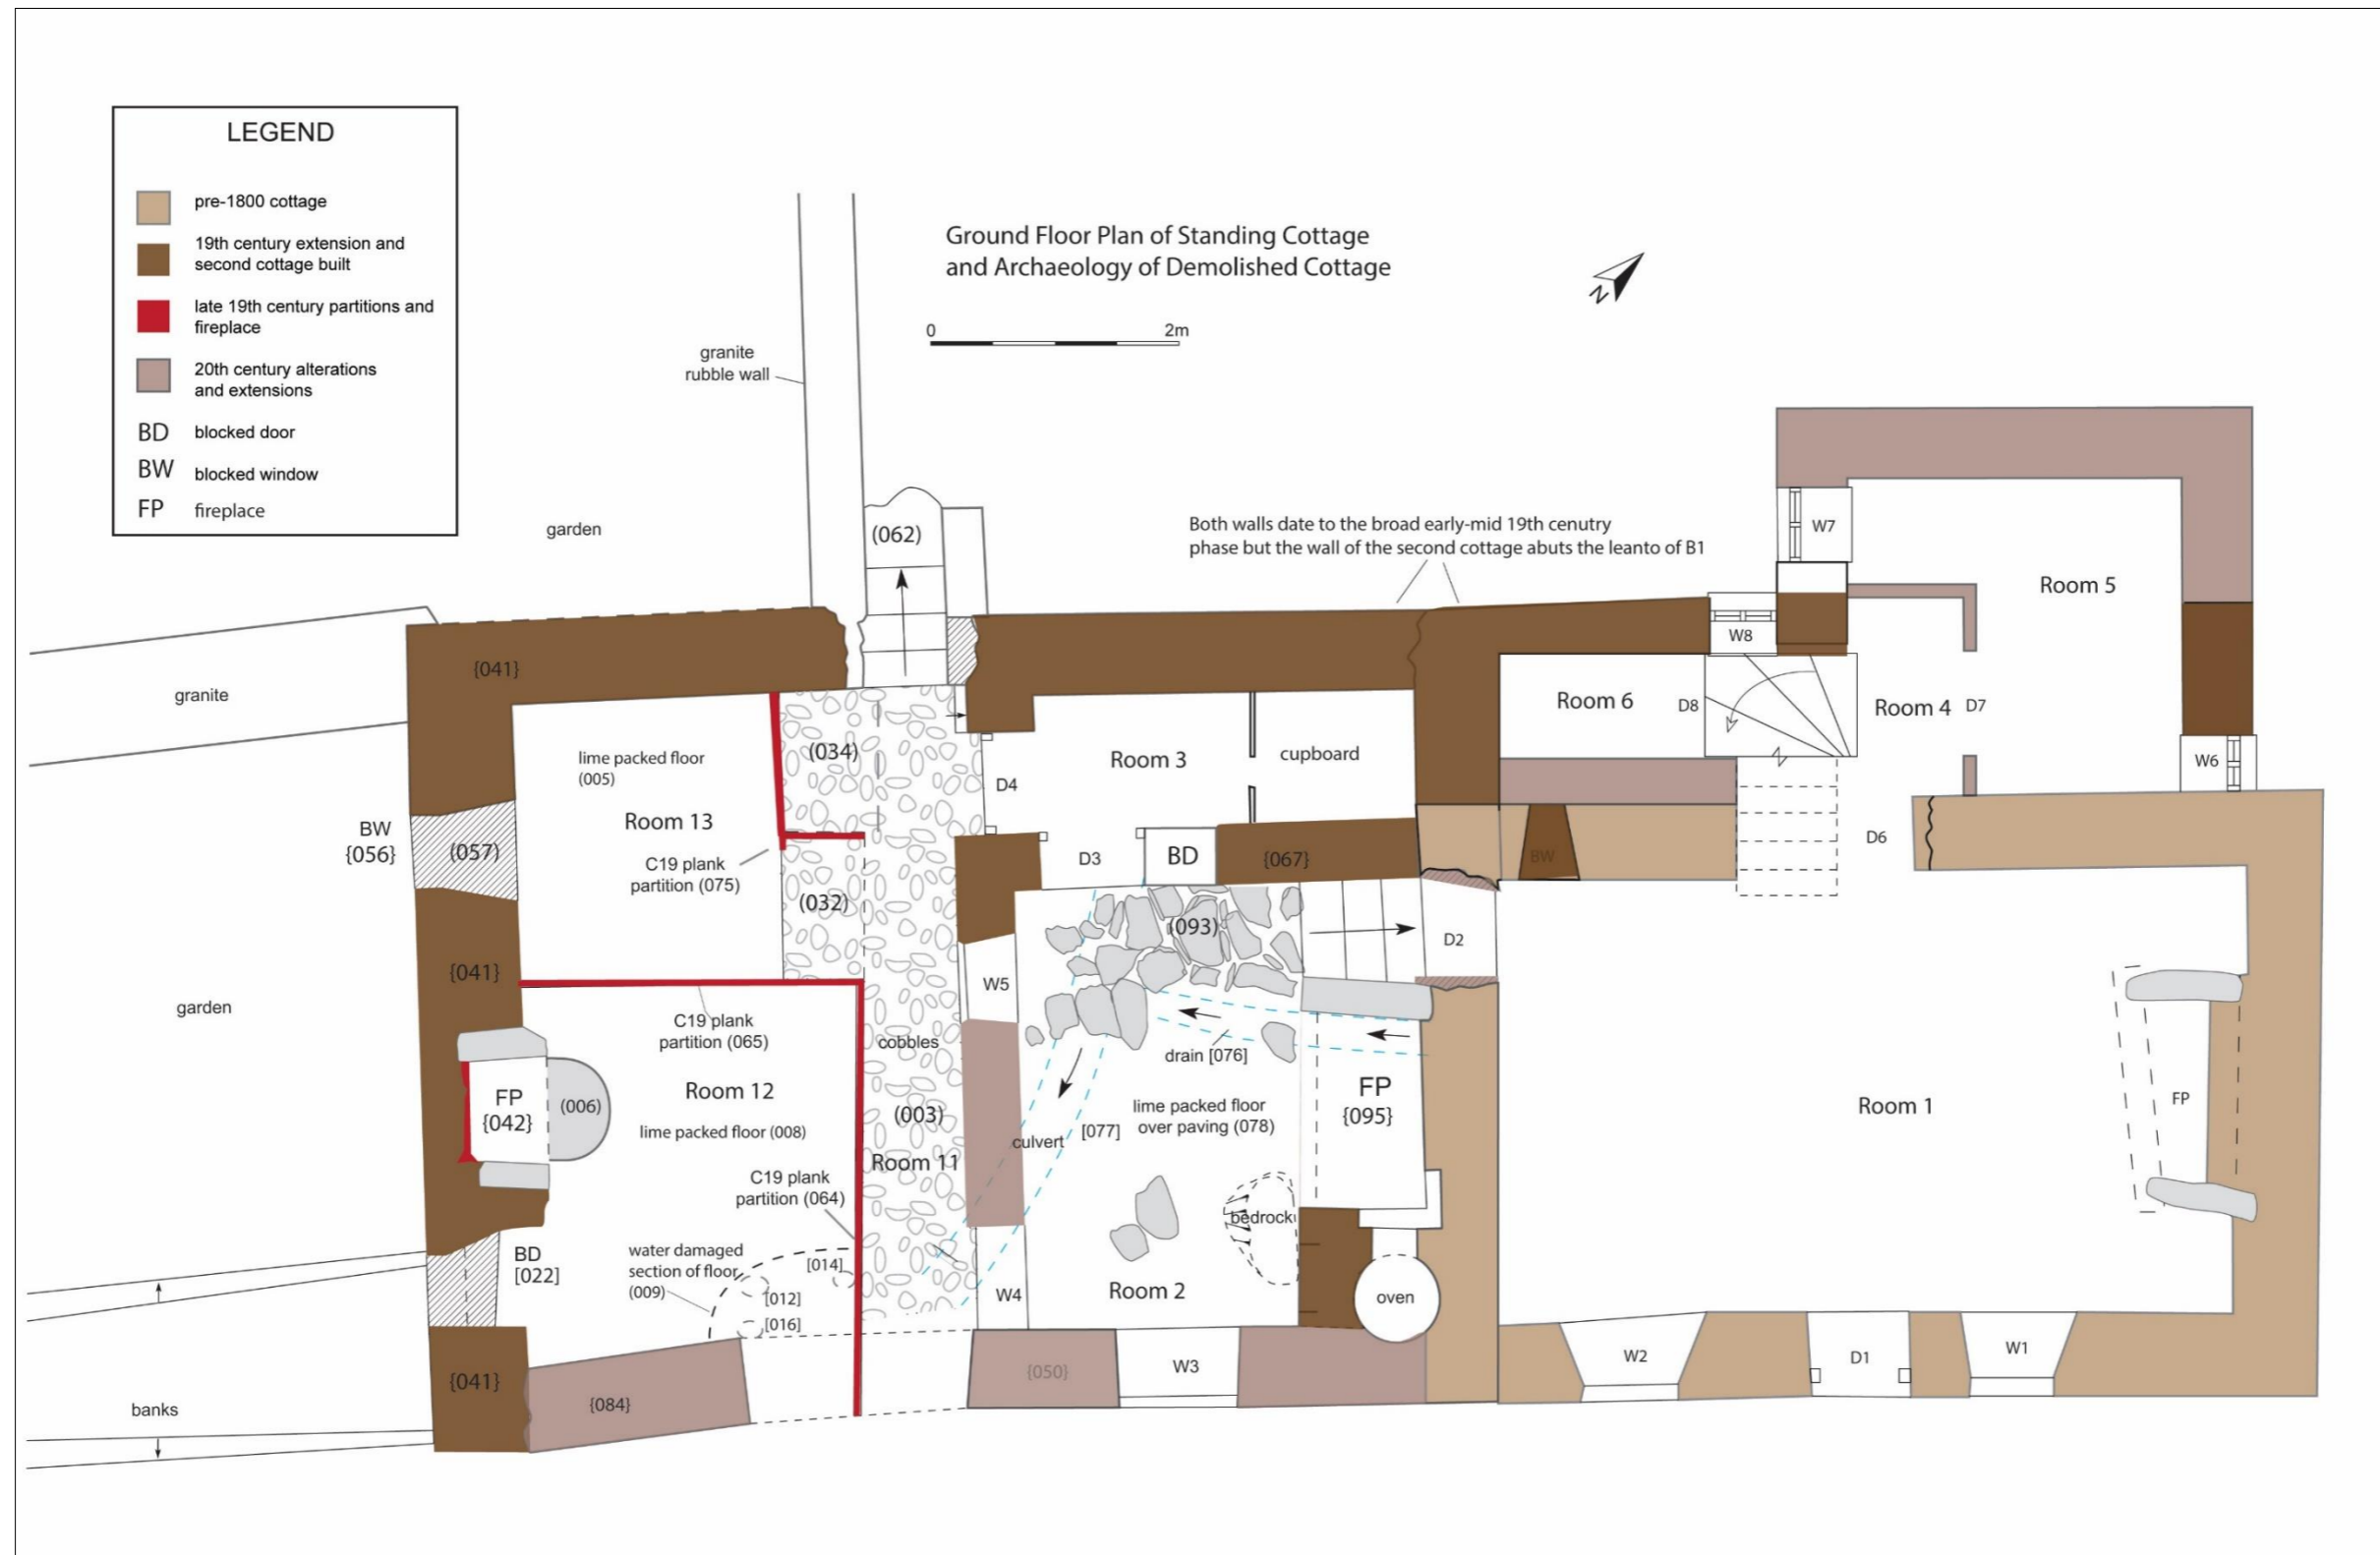 LEGEND
pre-1800 cottage
19th century extension and
second cottage built
late 19th century partitions and
fireplace
20th century alterations
and extensions
BD blocked door
BW blocked window
FP fireplace
Ground Floor Plan of Standing Cottage
and Archaeology of Demolished Cottage
N
0 2m
granite
rubble wall
garden
(062)
Both walls date to the broad early-mid 19th cenutry
phase but the wall of the second cottage abuts the leanto of B1
W7
Room 5
W8
{041}
granite
Room 6
D8
Room 4
D7
lime packed floor
(005)
(034)
Room 3
cupboard
D4
W6
Room 13
BW
{056}
(057)
C19 plank
partition (075)
D3
BD
{067}
BW
D6
(032)
(093)
D2
{041}
garden
W5
C19 plank
partition (065)
cobbles
drain [076]
Room 12
FP
{042}
(006)
lime packed floor (008)
(003)
culvert
[077]
lime packed floor
over paving (078)
FP
{095}
Room 1
FP
Room 11
C19 plank
partition (064)
bedrock
water damaged
section of floor
(009)
BD
[022]
[014]
[012]
[016]
W4
Room 2
oven
W2
D1
W1
{050}
W3
{041}
{084}
banks